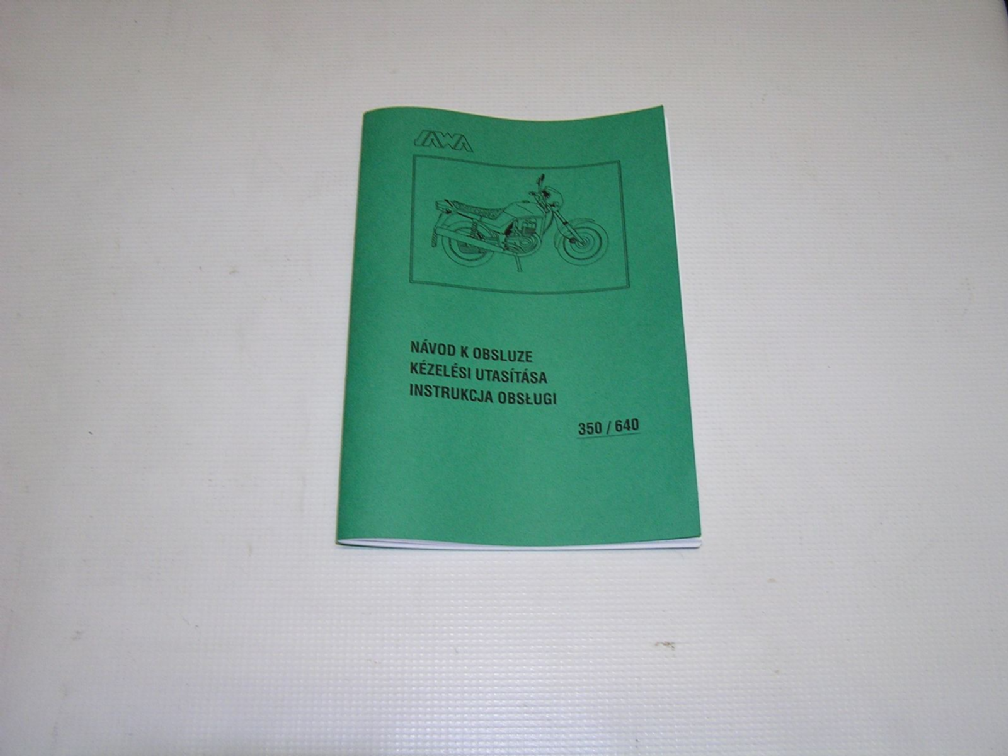 JAWA
NÁVOD K OBSLUZE
KÉZELÉSI UTASÍTÁSA
INSTRUKCJA OBSŁUGI
350 / 640